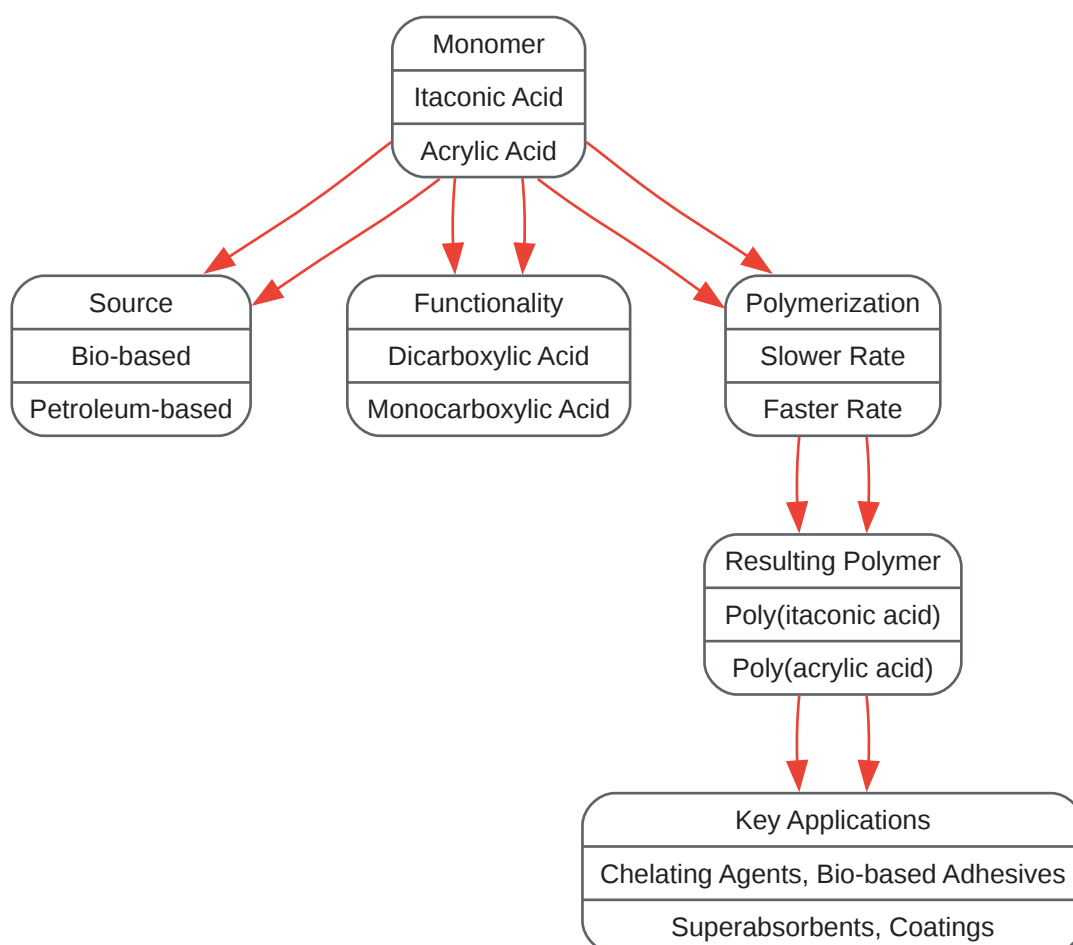 Monomer
Itaconic Acid
Acrylic Acid
Source
Bio-based
Petroleum-based
Functionality
Dicarboxylic Acid
Monocarboxylic Acid
Polymerization
Slower Rate
Faster Rate
Resulting Polymer
Poly(itaconic acid)
Poly(acrylic acid)
Key Applications
Chelating Agents, Bio-based Adhesives
Superabsorbents, Coatings